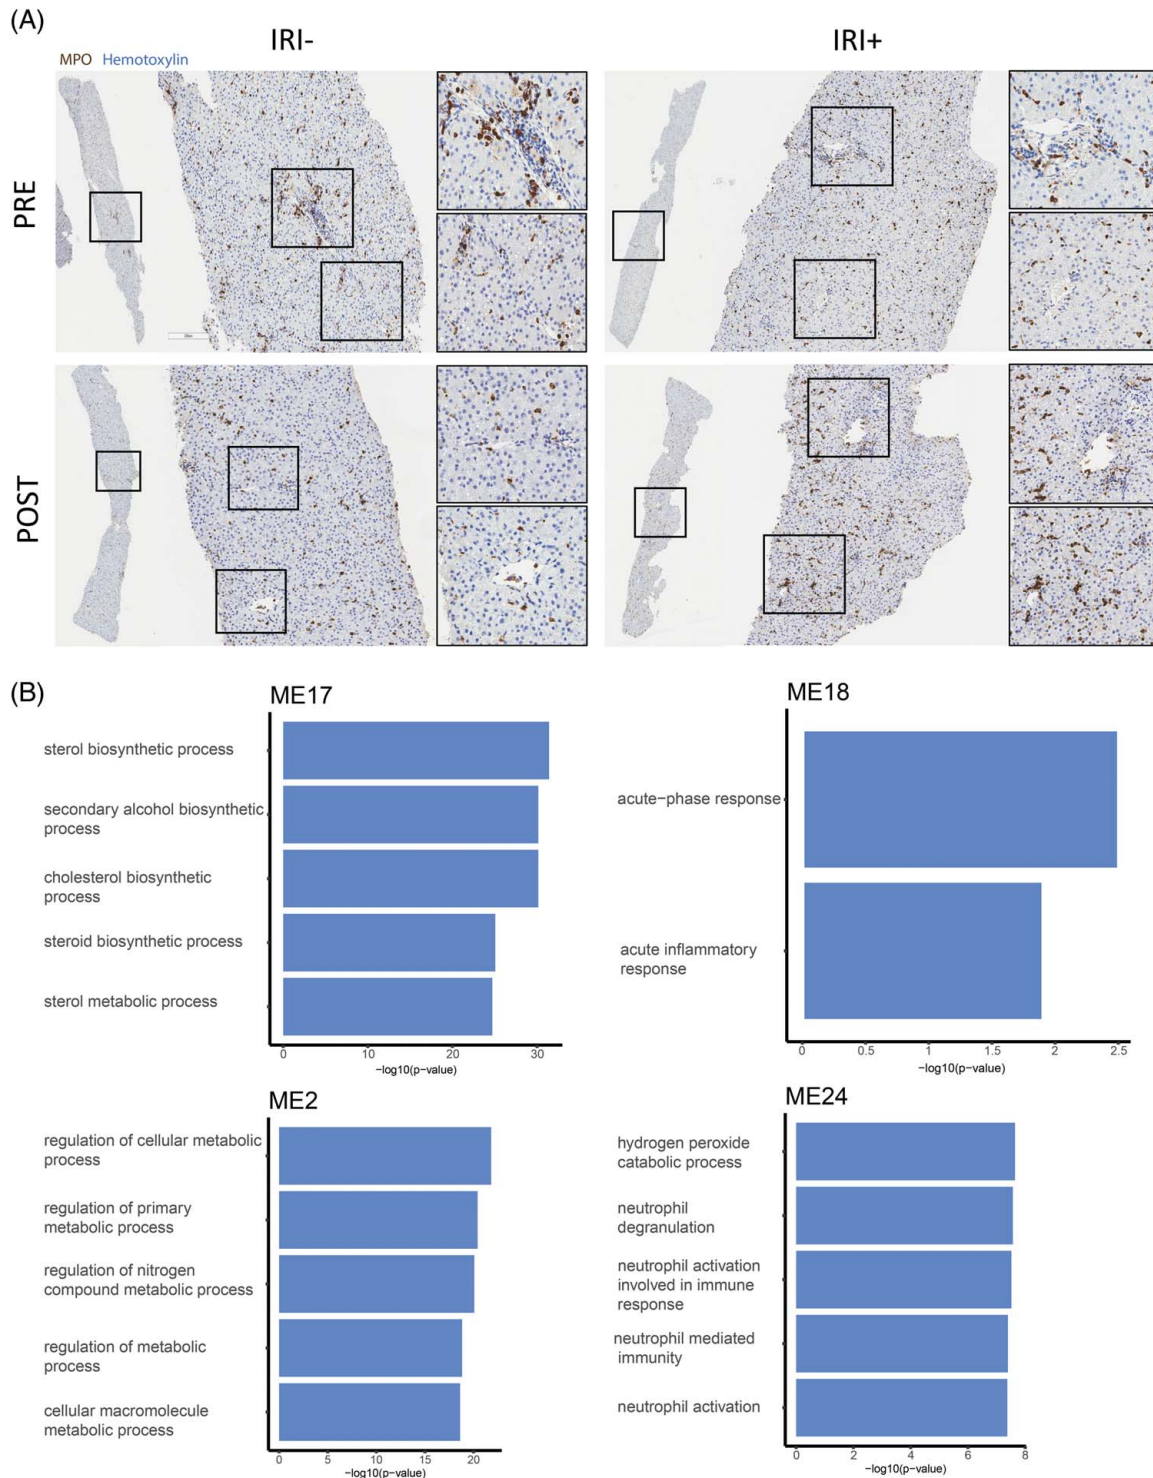 (A)
IRI-
IRI+
MPO Hemotoxylin
PRE
POST
(B)
ME17
sterol biosynthetic process
secondary alcohol biosynthetic
process
cholesterol biosynthetic
process
steroid biosynthetic process
sterol metabolic process
0 10 20 30
−log10(p−value)
ME18
acute−phase response
acute inflammatory
response
0 0.5 1 1.5 2 2.5
−log10(p−value)
ME2
regulation of cellular metabolic
process
regulation of primary
metabolic process
regulation of nitrogen
compound metabolic process
regulation of metabolic
process
cellular macromolecule
metabolic process
0 5 10 15 20
−log10(p−value)
ME24
hydrogen peroxide
catabolic process
neutrophil
degranulation
neutrophil activation
involved in immune
response
neutrophil mediated
immunity
neutrophil activation
0 2 4 6 8
−log10(p−value)